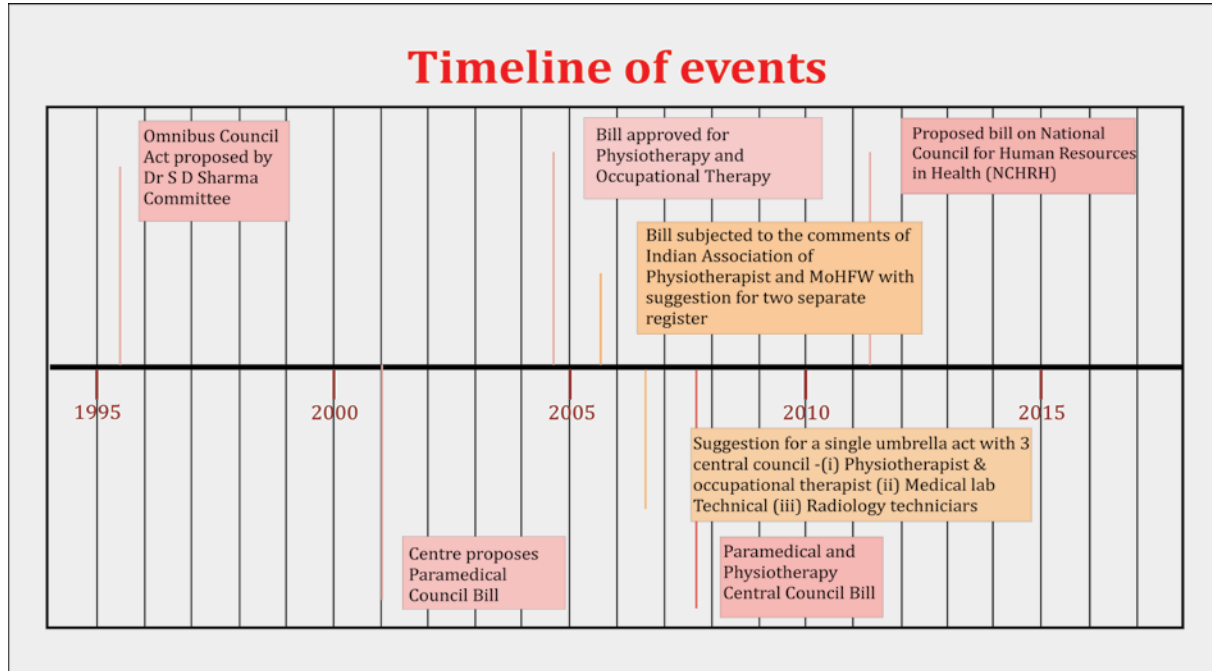 Timeline of events
Omnibus Council
Act proposed by
Dr S D Sharma
Committee
Bill approved for
Physiotherapy and
Occupational Therapy
Proposed bill on National
Council for Human Resources
in Health (NCHRH)
Bill subjected to the comments of
Indian Association of
Physiotherapist and MoHFW with
suggestion for two separate
register
1995
2000
2005
2010
2015
Suggestion for a single umbrella act with 3
central council -(i) Physiotherapist &
occupational therapist (ii) Medical lab
Technical (iii) Radiology techniciars
Centre proposes
Paramedical
Council Bill
Paramedical and
Physiotherapy
Central Council Bill